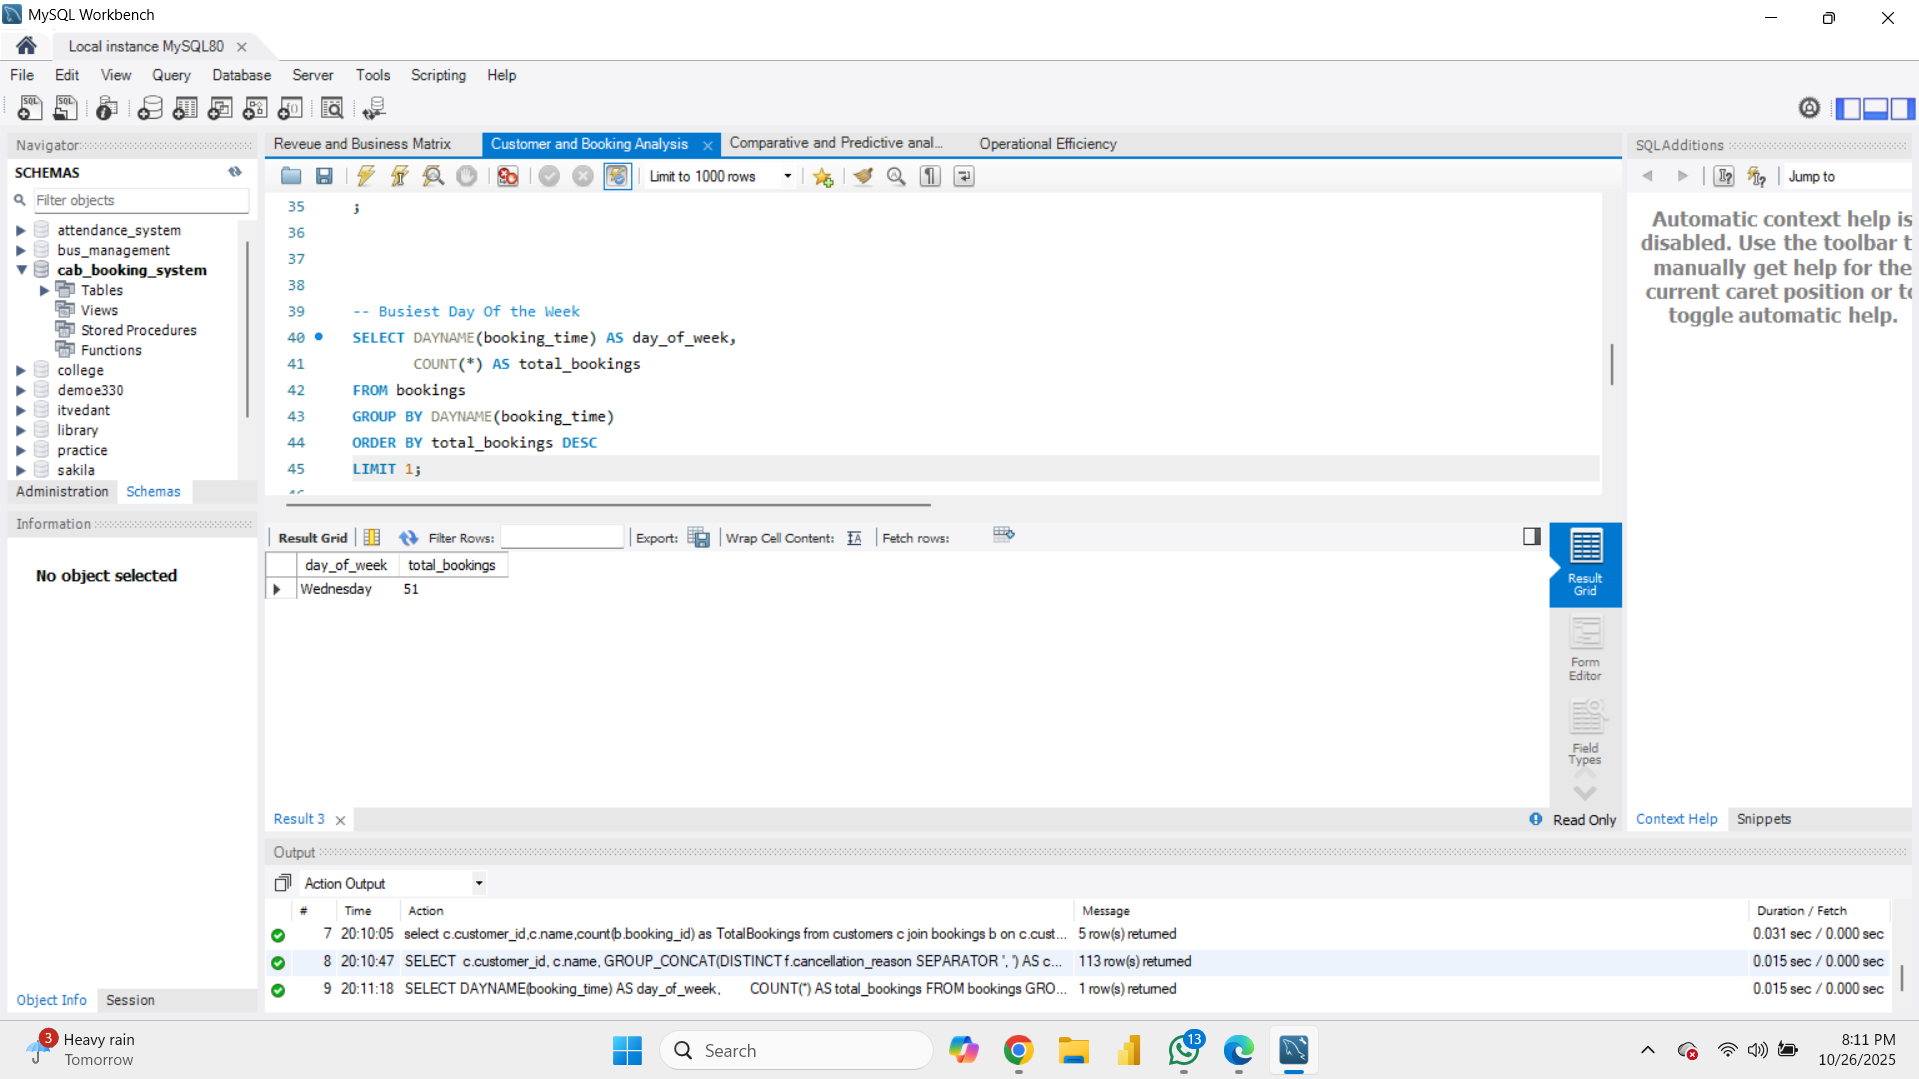 MySQL Workbench
Local instance MySQL80
File Edit View Query Database Server Tools Scripting Help
Navigator
SCHEMAS
Filter objects
attendance_system
bus_management
cab_booking_system
Tables
Views
Stored Procedures
Functions
college
demoe330
itvedant
library
practice
sakila
Administration Schemas
Information
No object selected
Object Info Session
Reveue and Business Matrix Customer and Booking Analysis Comparative and Predictive anal... Operational Efficiency
Limit to 1000 rows
35 ;
36
37
38
39 -- Busiest Day Of the Week
40 SELECT DAYNAME(booking_time) AS day_of_week,
41 COUNT(*) AS total_bookings
42 FROM bookings
43 GROUP BY DAYNAME(booking_time)
44 ORDER BY total_bookings DESC
45 LIMIT 1;
Result Grid Filter Rows: Export: Wrap Cell Content: Fetch rows:
day_of_week total_bookings
Wednesday 51
Result Grid
Form Editor
Field Types
Result 3 Read Only
SQLAdditions
Jump to
Automatic context help is
disabled. Use the toolbar t
manually get help for the
current caret position or to
toggle automatic help.
Context Help Snippets
Output
Action Output
# Time Action Message Duration / Fetch
7 20:10:05 select c.customer_id,c.name,count(b.booking_id) as TotalBookings from customers c join bookings b on c.cust... 5 row(s) returned 0.031 sec / 0.000 sec
8 20:10:47 SELECT c.customer_id, c.name, GROUP_CONCAT(DISTINCT f.cancellation_reason SEPARATOR ', ') AS c... 113 row(s) returned 0.015 sec / 0.000 sec
9 20:11:18 SELECT DAYNAME(booking_time) AS day_of_week, COUNT(*) AS total_bookings FROM bookings GRO... 1 row(s) returned 0.015 sec / 0.000 sec
3 Heavy rain
Tomorrow
Search
13
8:11 PM
10/26/2025